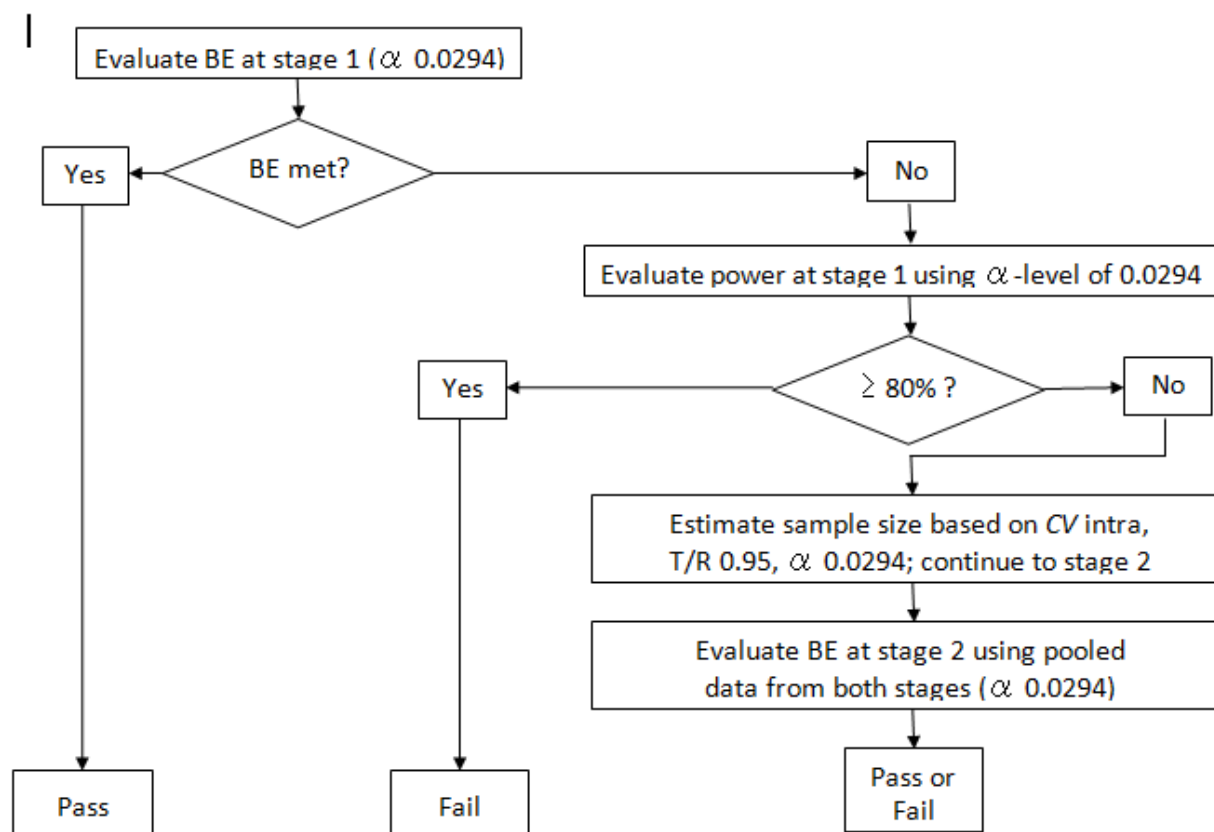 I
Evaluate BE at stage 1 (α 0.0294)
BE met?
Yes
No
Evaluate power at stage 1 using α-level of 0.0294
≥ 80% ?
Yes
No
Estimate sample size based on CV intra,
T/R 0.95, α 0.0294; continue to stage 2
Evaluate BE at stage 2 using pooled
data from both stages (α 0.0294)
Pass
Fail
Pass or
Fail